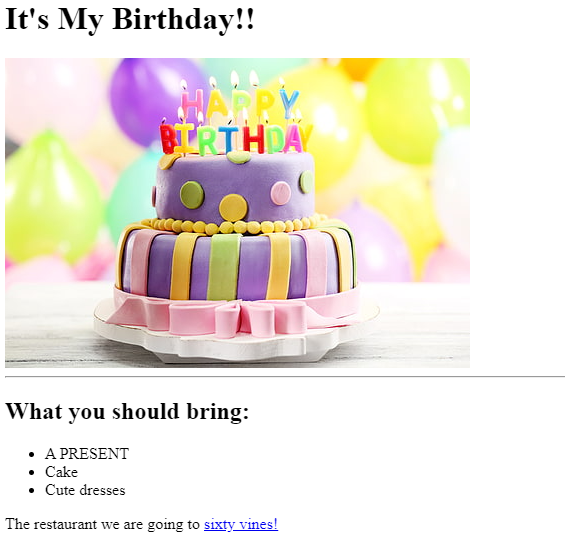 It's My Birthday!!
HAPPY
BIRTHDAY
What you should bring:
A PRESENT
Cake
Cute dresses
The restaurant we are going to sixty vines!